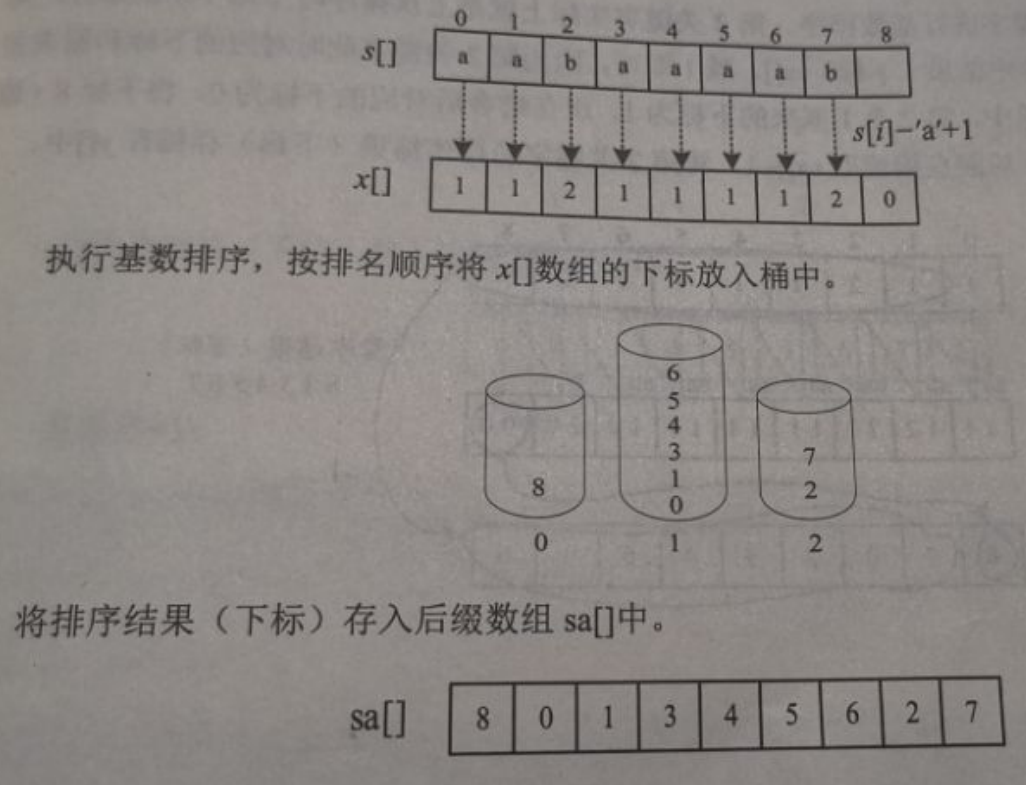 0 1 2 3 4 5 6 7 8
s[] a a b a a a a b
s[i]−'a'+1
x[] 1 1 2 1 1 1 1 2 0
执行基数排序，按排名顺序将 x[]数组的下标放入桶中。
6
5
4
3
1
0
7
2
8
0 1 2
将排序结果（下标）存入后缀数组 sa[]中。
sa[] 8 0 1 3 4 5 6 2 7